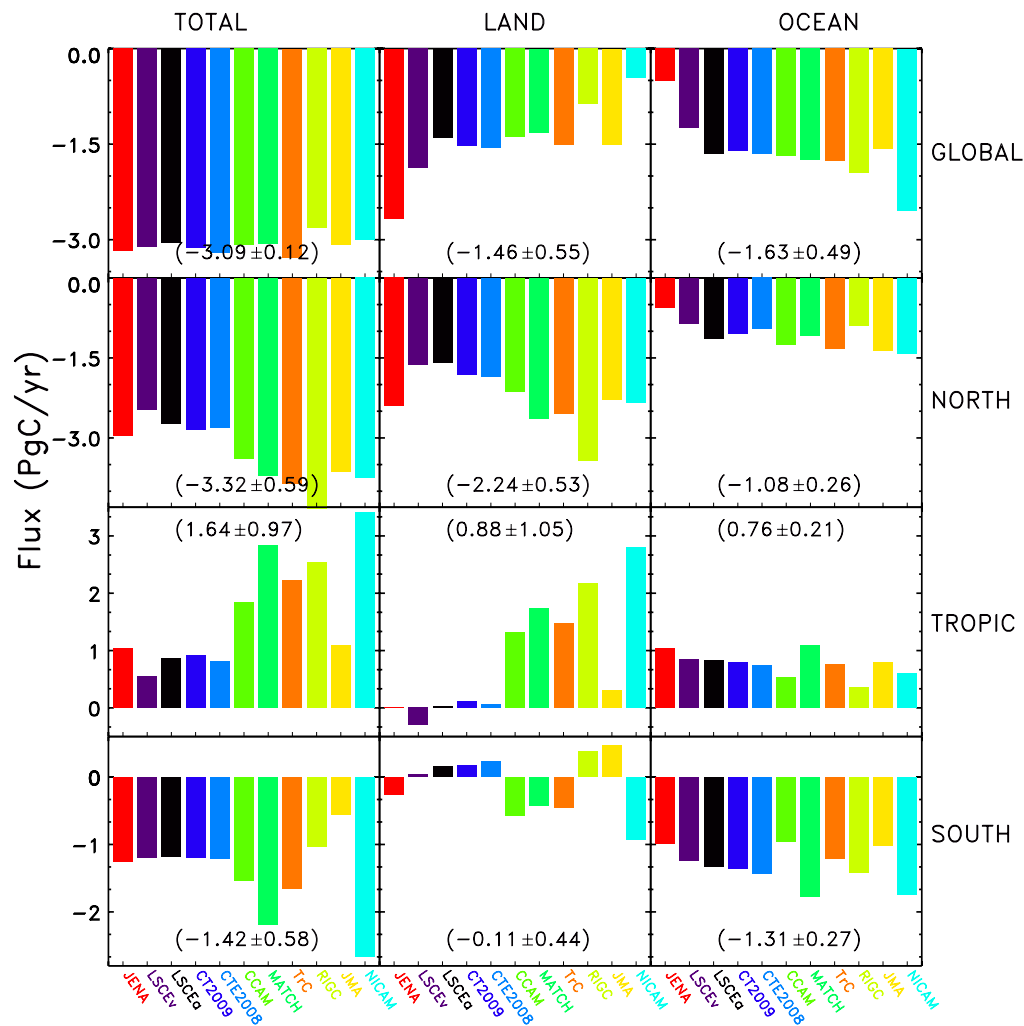 TOTAL LAND OCEAN
0.0
−1.5
−3.0
(−3.09±0.12) (−1.46±0.55) (−1.63±0.49)
GLOBAL
0.0
−1.5
−3.0
(−3.32±0.59) (−2.24±0.53) (−1.08±0.26)
NORTH
Flux (PgC/yr)
(1.64±0.97) (0.88±1.05) (0.76±0.21)
3
2
1
0
TROPIC
0
−1
−2
(−1.42±0.58) (−0.11±0.44) (−1.31±0.27)
SOUTH
JENA LSCEv LSCEa CT2009 CTE2008 CCAM MATCH TrC RIGC JMA NICAM
JENA LSCEv LSCEa CT2009 CTE2008 CCAM MATCH TrC RIGC JMA NICAM
JENA LSCEv LSCEa CT2009 CTE2008 CCAM MATCH TrC RIGC JMA NICAM